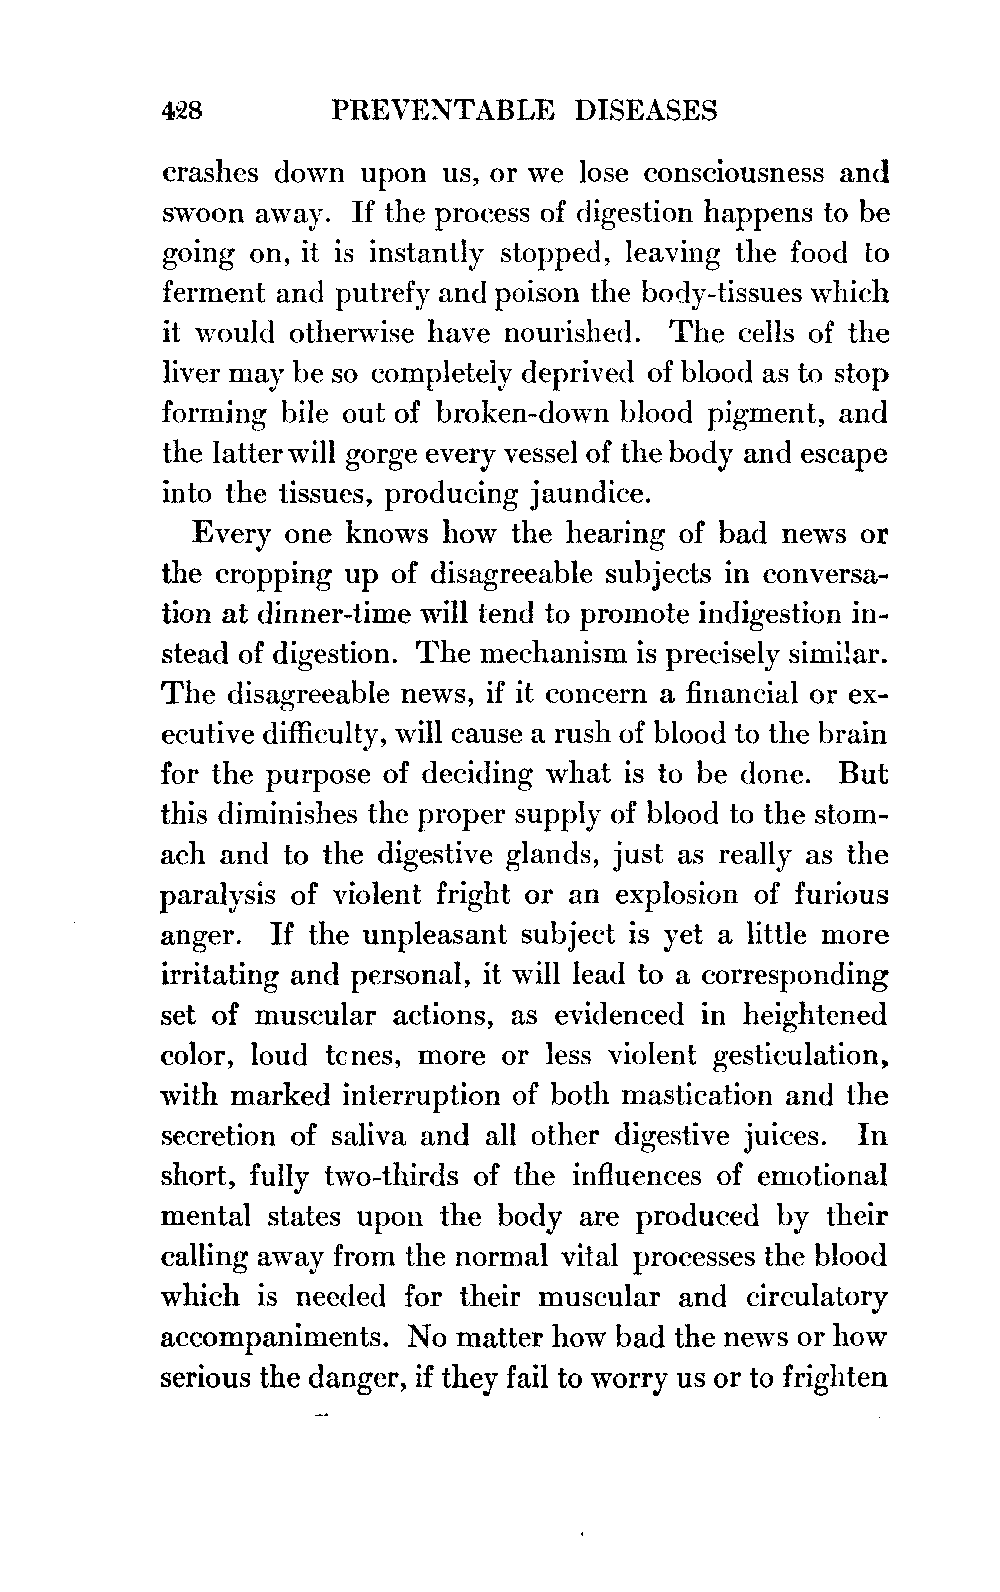 428 PREVENTABLE DISEASES
crashes down upon us, or we lose consciousness and
swoon away. If the process of digestion happens to be
going on, it is instantly stopped, leaving the food to
ferment and putrefy and poison the body-tissues which
it would otherwise have nourished. The cells of the
liver may be so completely deprived of blood as to stop
forming bile out of broken-down blood pigment, and
the latter will gorge every vessel of the body and escape
into the tissues, producing jaundice.
Every one knows how the hearing of bad news or
the cropping up of disagreeable subjects in conversa-
tion at dinner-time will tend to promote indigestion in-
stead of digestion. The mechanism is precisely similar.
The disagreeable news, if it concern a financial or ex-
ecutive difficulty, will cause a rush of blood to the brain
for the purpose of deciding what is to be done. But
this diminishes the proper supply of blood to the stom-
ach and to the digestive glands, just as really as the
paralysis of violent fright or an explosion of furious
anger. If the unpleasant subject is yet a little more
irritating and personal, it will lead to a corresponding
set of muscular actions, as evidenced in heightened
color, loud tones, more or less violent gesticulation,
with marked interruption of both mastication and the
secretion of saliva and all other digestive juices. In
short, fully two-thirds of the influences of emotional
mental states upon the body are produced by their
calling away from the normal vital processes the blood
which is needed for their muscular and circulatory
accompaniments. No matter how bad the news or how
serious the danger, if they fail to worry us or to frighten